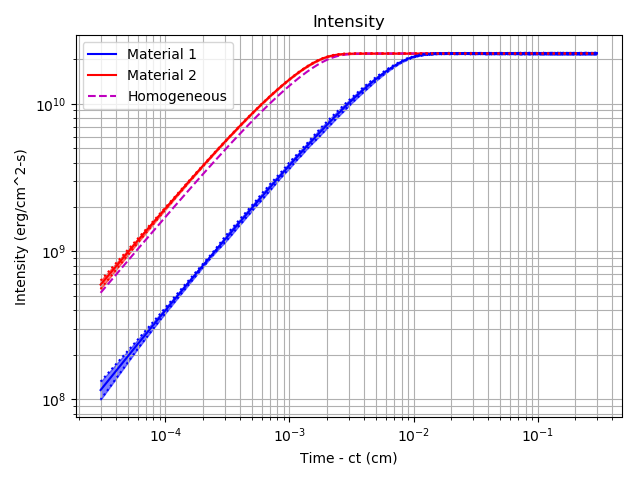 Intensity
Material 1
Material 2
Homogeneous
Intensity (erg/cm^2-s)
10^10
10^9
10^8
10^-4
10^-3
10^-2
10^-1
Time - ct (cm)